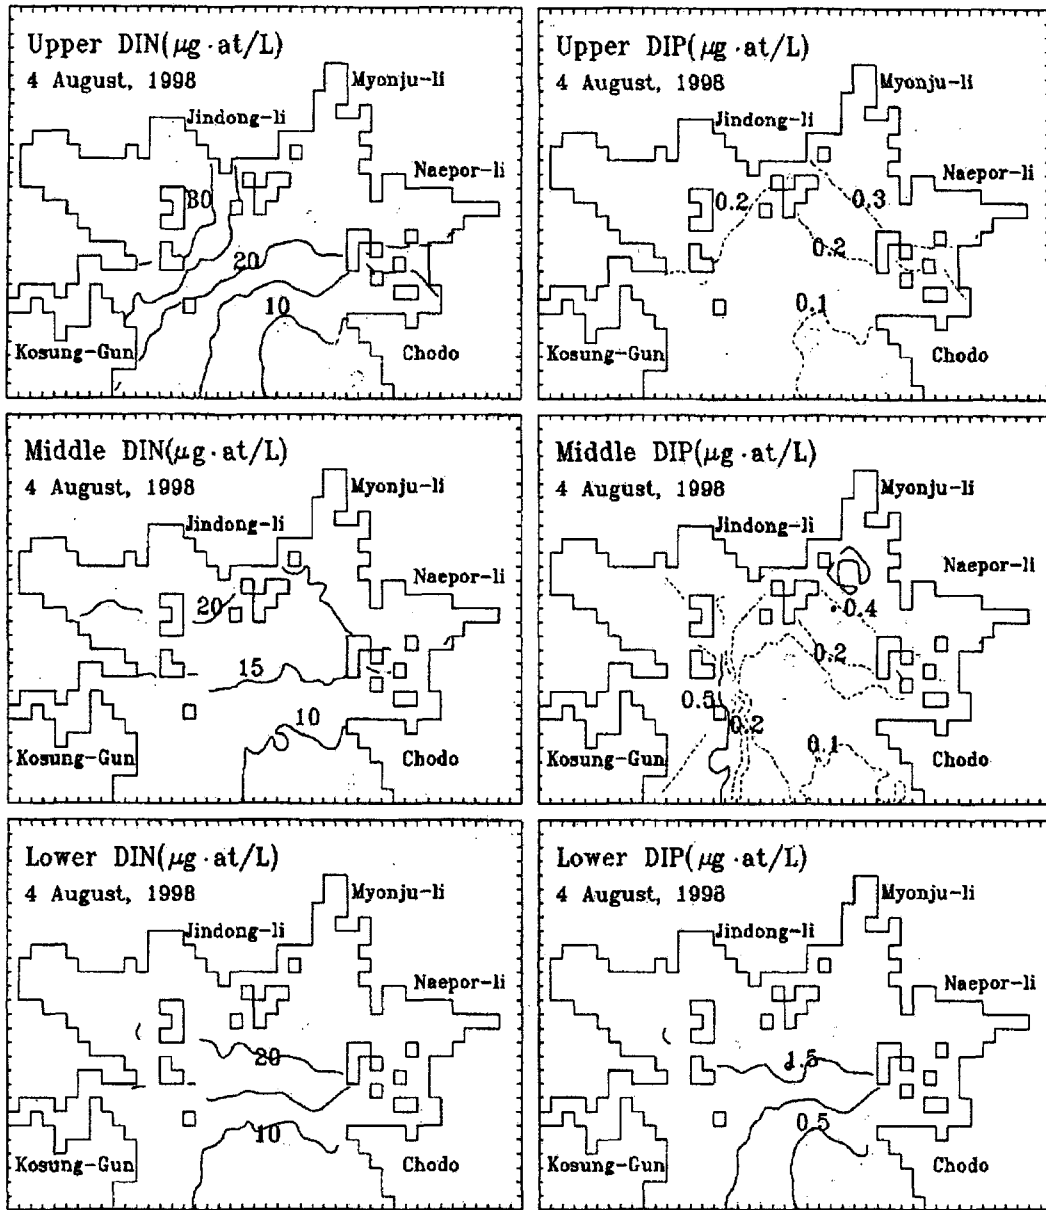 Upper DIN(μg·at/L)
4 August, 1998
Myonju-li
Jindong-li
Naepor-li
30
20
10
Kosung-Gun
Chodo
Upper DIP(μg·at/L)
4 August, 1998
Myonju-li
Jindong-li
Naepor-li
0.2
0.3
0.2
0.1
Kosung-Gun
Chodo
Middle DIN(μg·at/L)
4 August, 1998
Myonju-li
Jindong-li
Naepor-li
20
15
10
Kosung-Gun
Chodo
Middle DIP(μg·at/L)
4 August, 1998
Myonju-li
Jindong-li
Naepor-li
0.4
0.2
0.5
0.2
0.1
Kosung-Gun
Chodo
Lower DIN(μg·at/L)
4 August, 1998
Myonju-li
Jindong-li
Naepor-li
20
10
Kosung-Gun
Chodo
Lower DIP(μg·at/L)
4 August, 1998
Myonju-li
Jindong-li
Naepor-li
1.5
0.5
Kosung-Gun
Chodo